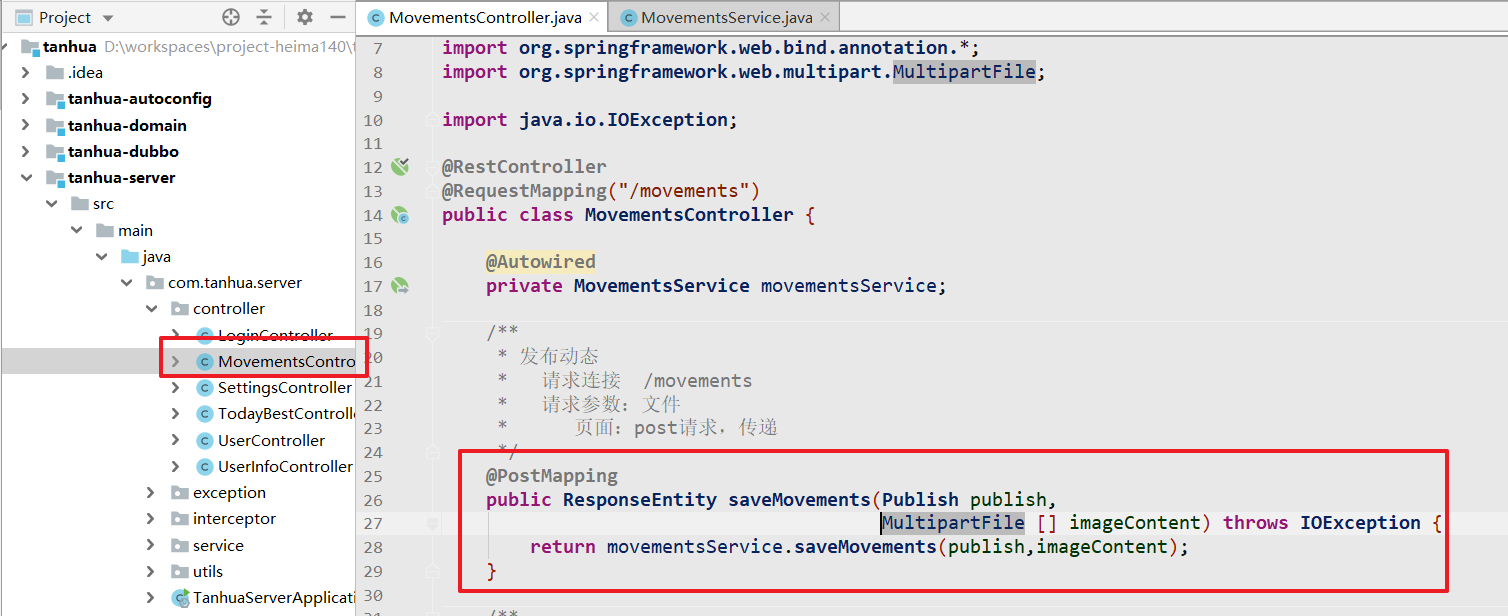 Project
tanhua D:\workspaces\project-heima140\t
.idea
tanhua-autoconfig
tanhua-domain
tanhua-dubbo
tanhua-server
src
main
java
com.tanhua.server
controller
LoginController
MovementsContro
SettingsController
TodayBestControlle
UserController
UserInfoController
exception
interceptor
service
utils
TanhuaServerApplicati
MovementsController.java
MovementsService.java
7 import org.springframework.web.bind.annotation.*;
8 import org.springframework.web.multipart.MultipartFile;
9
10 import java.io.IOException;
11
12 @RestController
13 @RequestMapping("/movements")
14 public class MovementsController {
15
16 @Autowired
17 private MovementsService movementsService;
18
19 /**
20 * 发布动态
21 * 请求连接 /movements
22 * 请求参数：文件
23 * 页面：post请求，传递
24 */
25 @PostMapping
26 public ResponseEntity saveMovements(Publish publish,
27 MultipartFile [] imageContent) throws IOException {
28 return movementsService.saveMovements(publish,imageContent);
29 }
30
/**